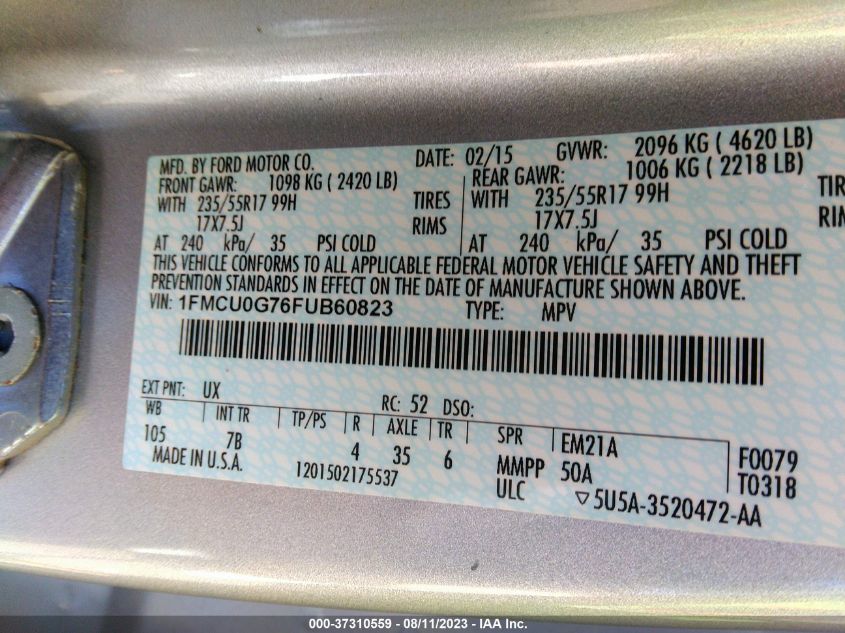 MFD. BY FORD MOTOR CO. DATE: 02/15 GVWR: 2096 KG ( 4620 LB)
FRONT GAWR: 1098 KG ( 2420 LB) REAR GAWR: 1006 KG ( 2218 LB)
WITH 235/55R17 99H TIRES WITH 235/55R17 99H TIR
17X7.5J RIMS 17X7.5J RIMS
AT 240 kPa/ 35 PSI COLD AT 240 kPa/ 35 PSI COLD
THIS VEHICLE CONFORMS TO ALL APPLICABLE FEDERAL MOTOR VEHICLE SAFETY AND THEFT
PREVENTION STANDARDS IN EFFECT ON THE DATE OF MANUFACTURE SHOWN ABOVE.
VIN: 1FMCU0G76FUB60823 TYPE: MPV
EXT PNT: UX RC: 52 DSO:
WB INT TR TP/PS R AXLE TR SPR EM21A F0079
105 7B 4 35 6 MMPP 50A T0318
MADE IN U.S.A. 1201502175537 ULC ▽5U5A-3520472-AA
000-37310559 - 08/11/2023 - IAA Inc.